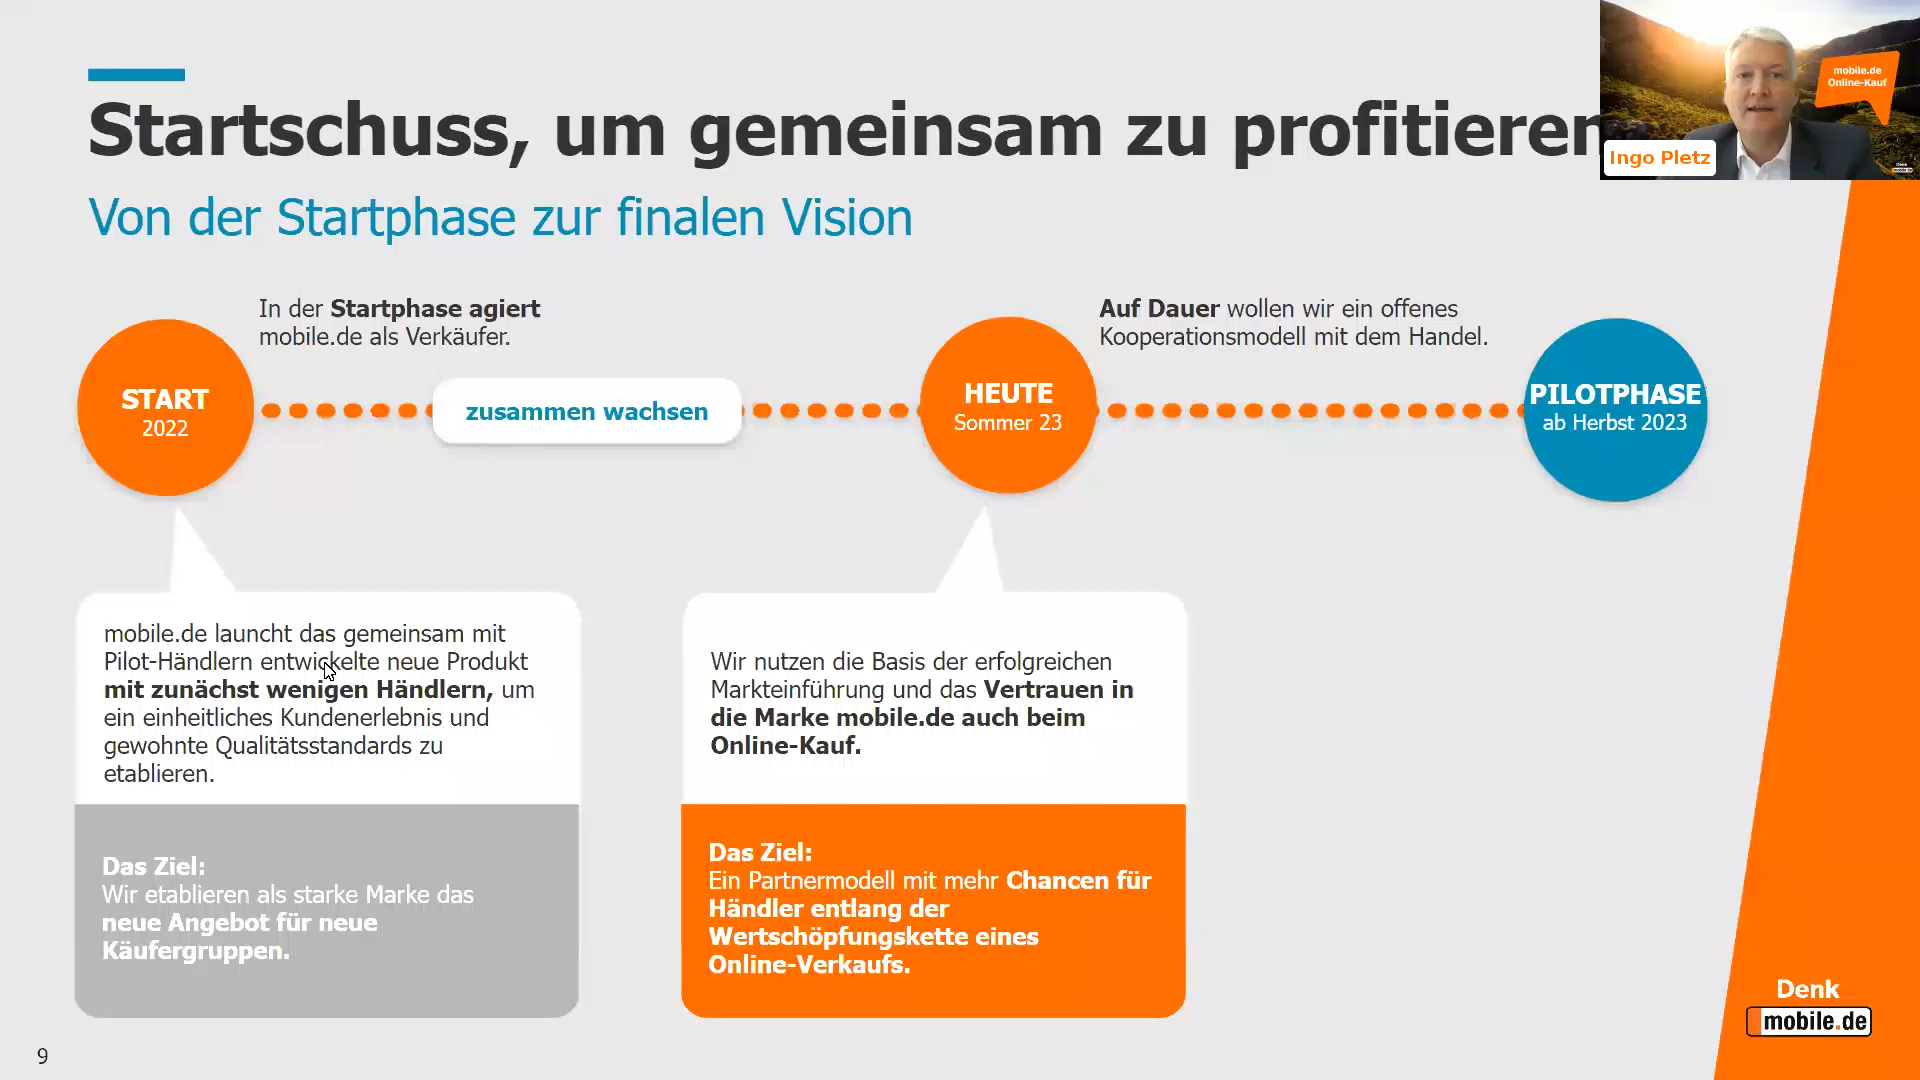 Startschuss, um gemeinsam zu profitieren
mobile.de
Online-Kauf
Ingo Pletz
Von der Startphase zur finalen Vision
In der Startphase agiert
mobile.de als Verkäufer.
Auf Dauer wollen wir ein offenes
Kooperationsmodell mit dem Handel.
START
2022
zusammen wachsen
HEUTE
Sommer 23
PILOTPHASE
ab Herbst 2023
mobile.de launcht das gemeinsam mit
Pilot-Händlern entwickelte neue Produkt
mit zunächst wenigen Händlern, um
ein einheitliches Kundenerlebnis und
gewohnte Qualitätsstandards zu
etablieren.
Das Ziel:
Wir etablieren als starke Marke das
neue Angebot für neue
Käufergruppen.
Wir nutzen die Basis der erfolgreichen
Markteinführung und das Vertrauen in
die Marke mobile.de auch beim
Online-Kauf.
Das Ziel:
Ein Partnermodell mit mehr Chancen für
Händler entlang der
Wertschöpfungskette eines
Online-Verkaufs.
Denk
mobile.de
9